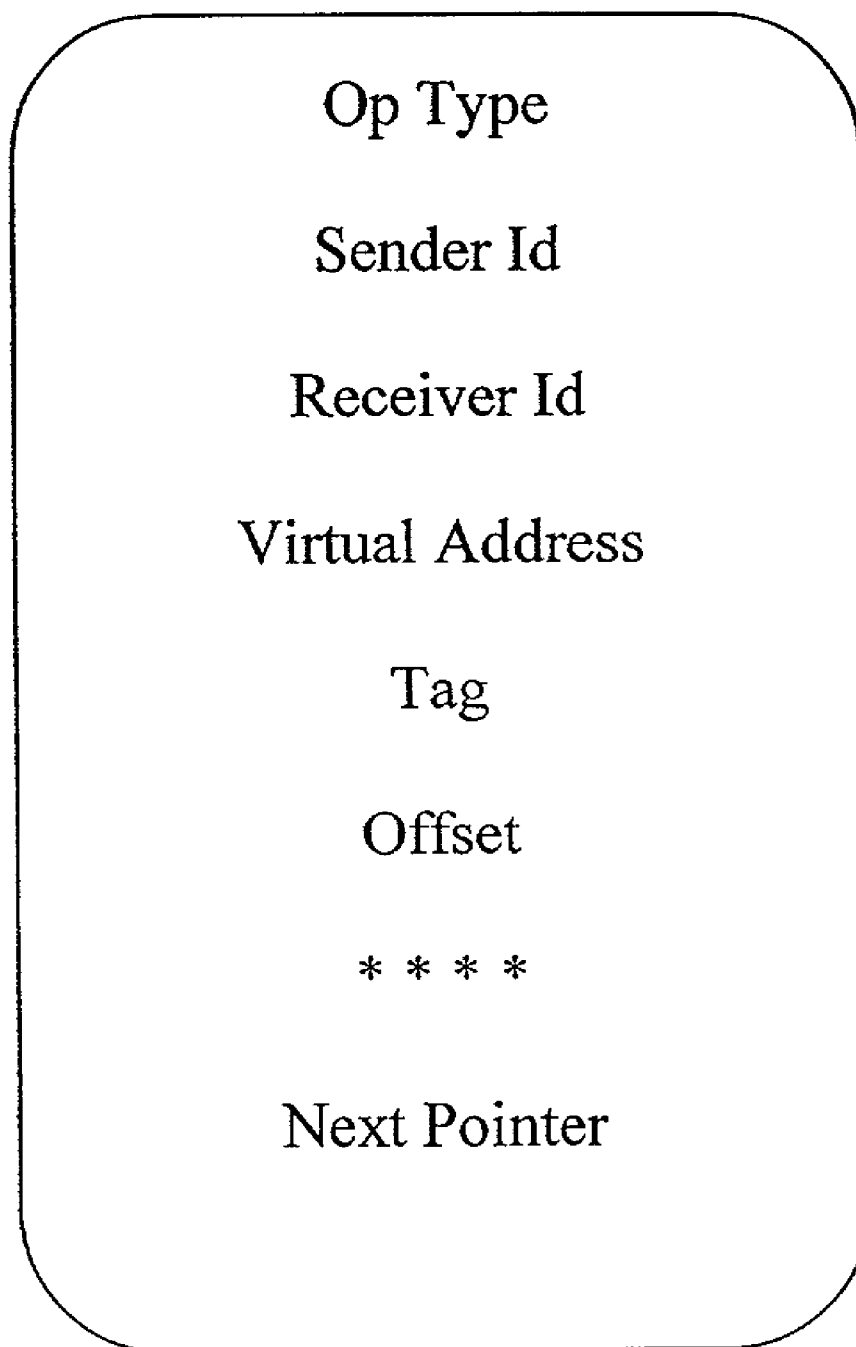 Op Type
Sender Id
Receiver Id
Virtual Address
Tag
Offset
* * * *
Next Pointer